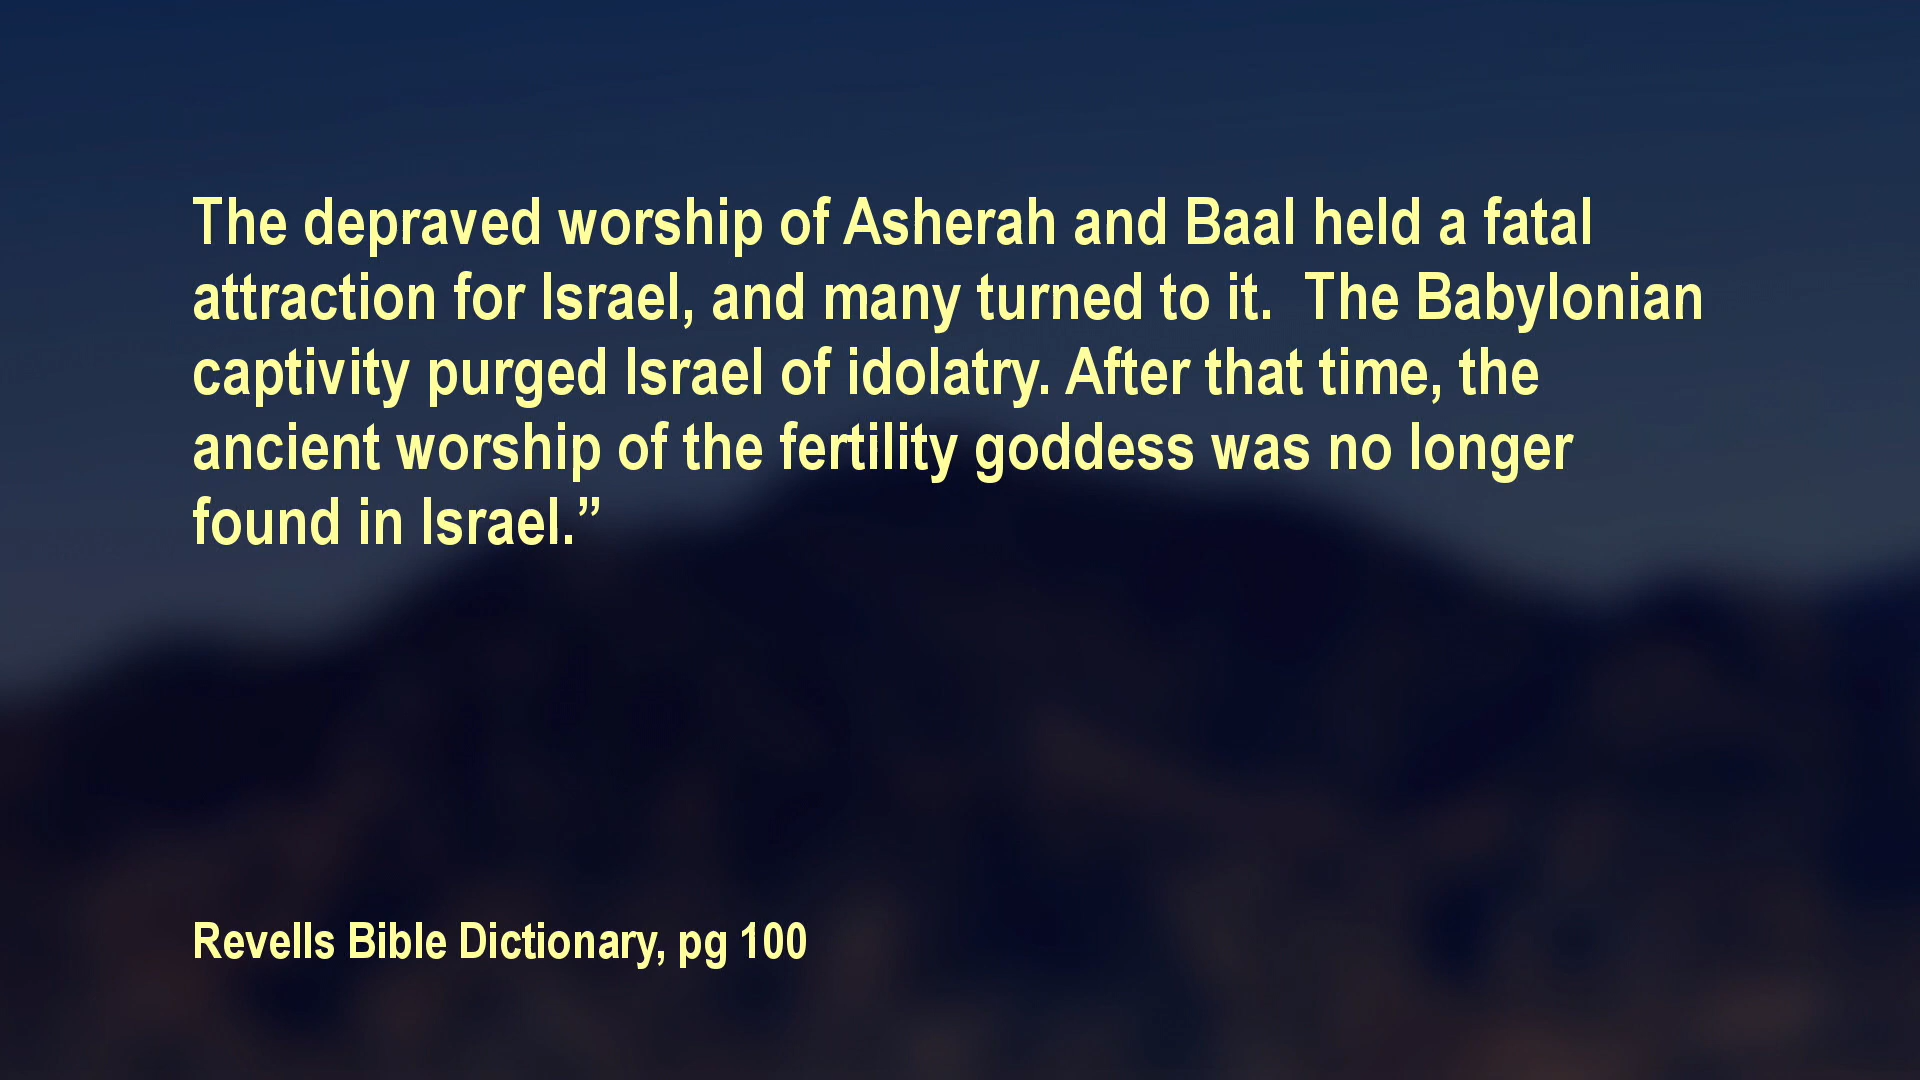 The depraved worship of Asherah and Baal held a fatal
attraction for Israel, and many turned to it.  The Babylonian
captivity purged Israel of idolatry. After that time, the
ancient worship of the fertility goddess was no longer
found in Israel.”
Revells Bible Dictionary, pg 100